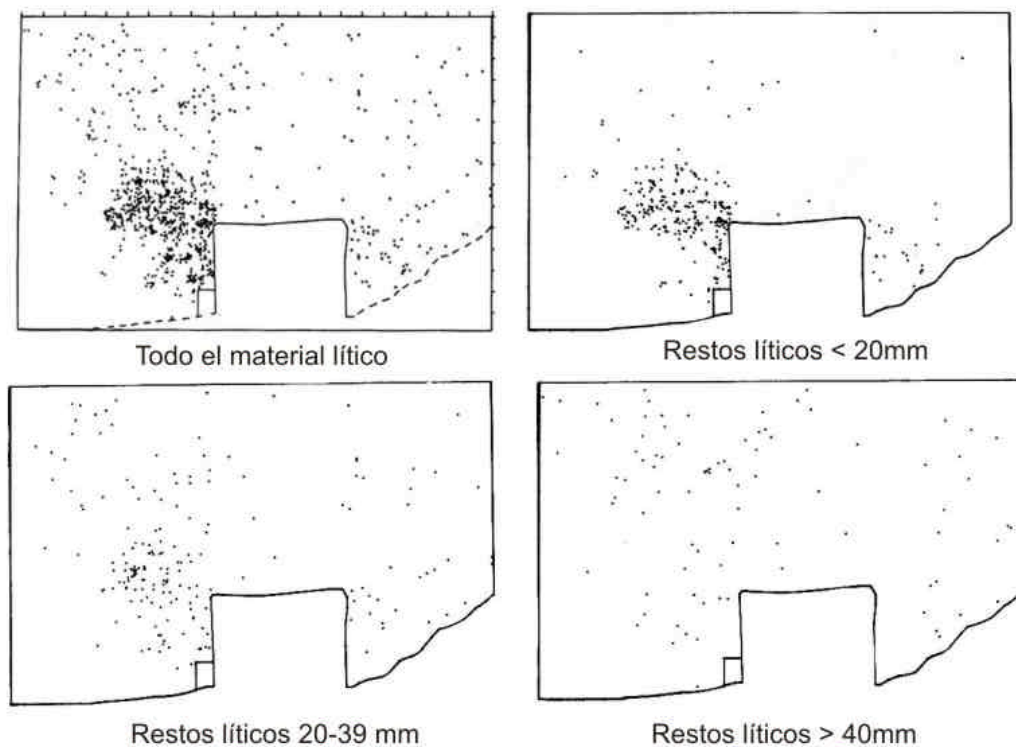 Todo el material lítico
Restos líticos < 20mm
Restos líticos 20-39 mm
Restos líticos > 40mm